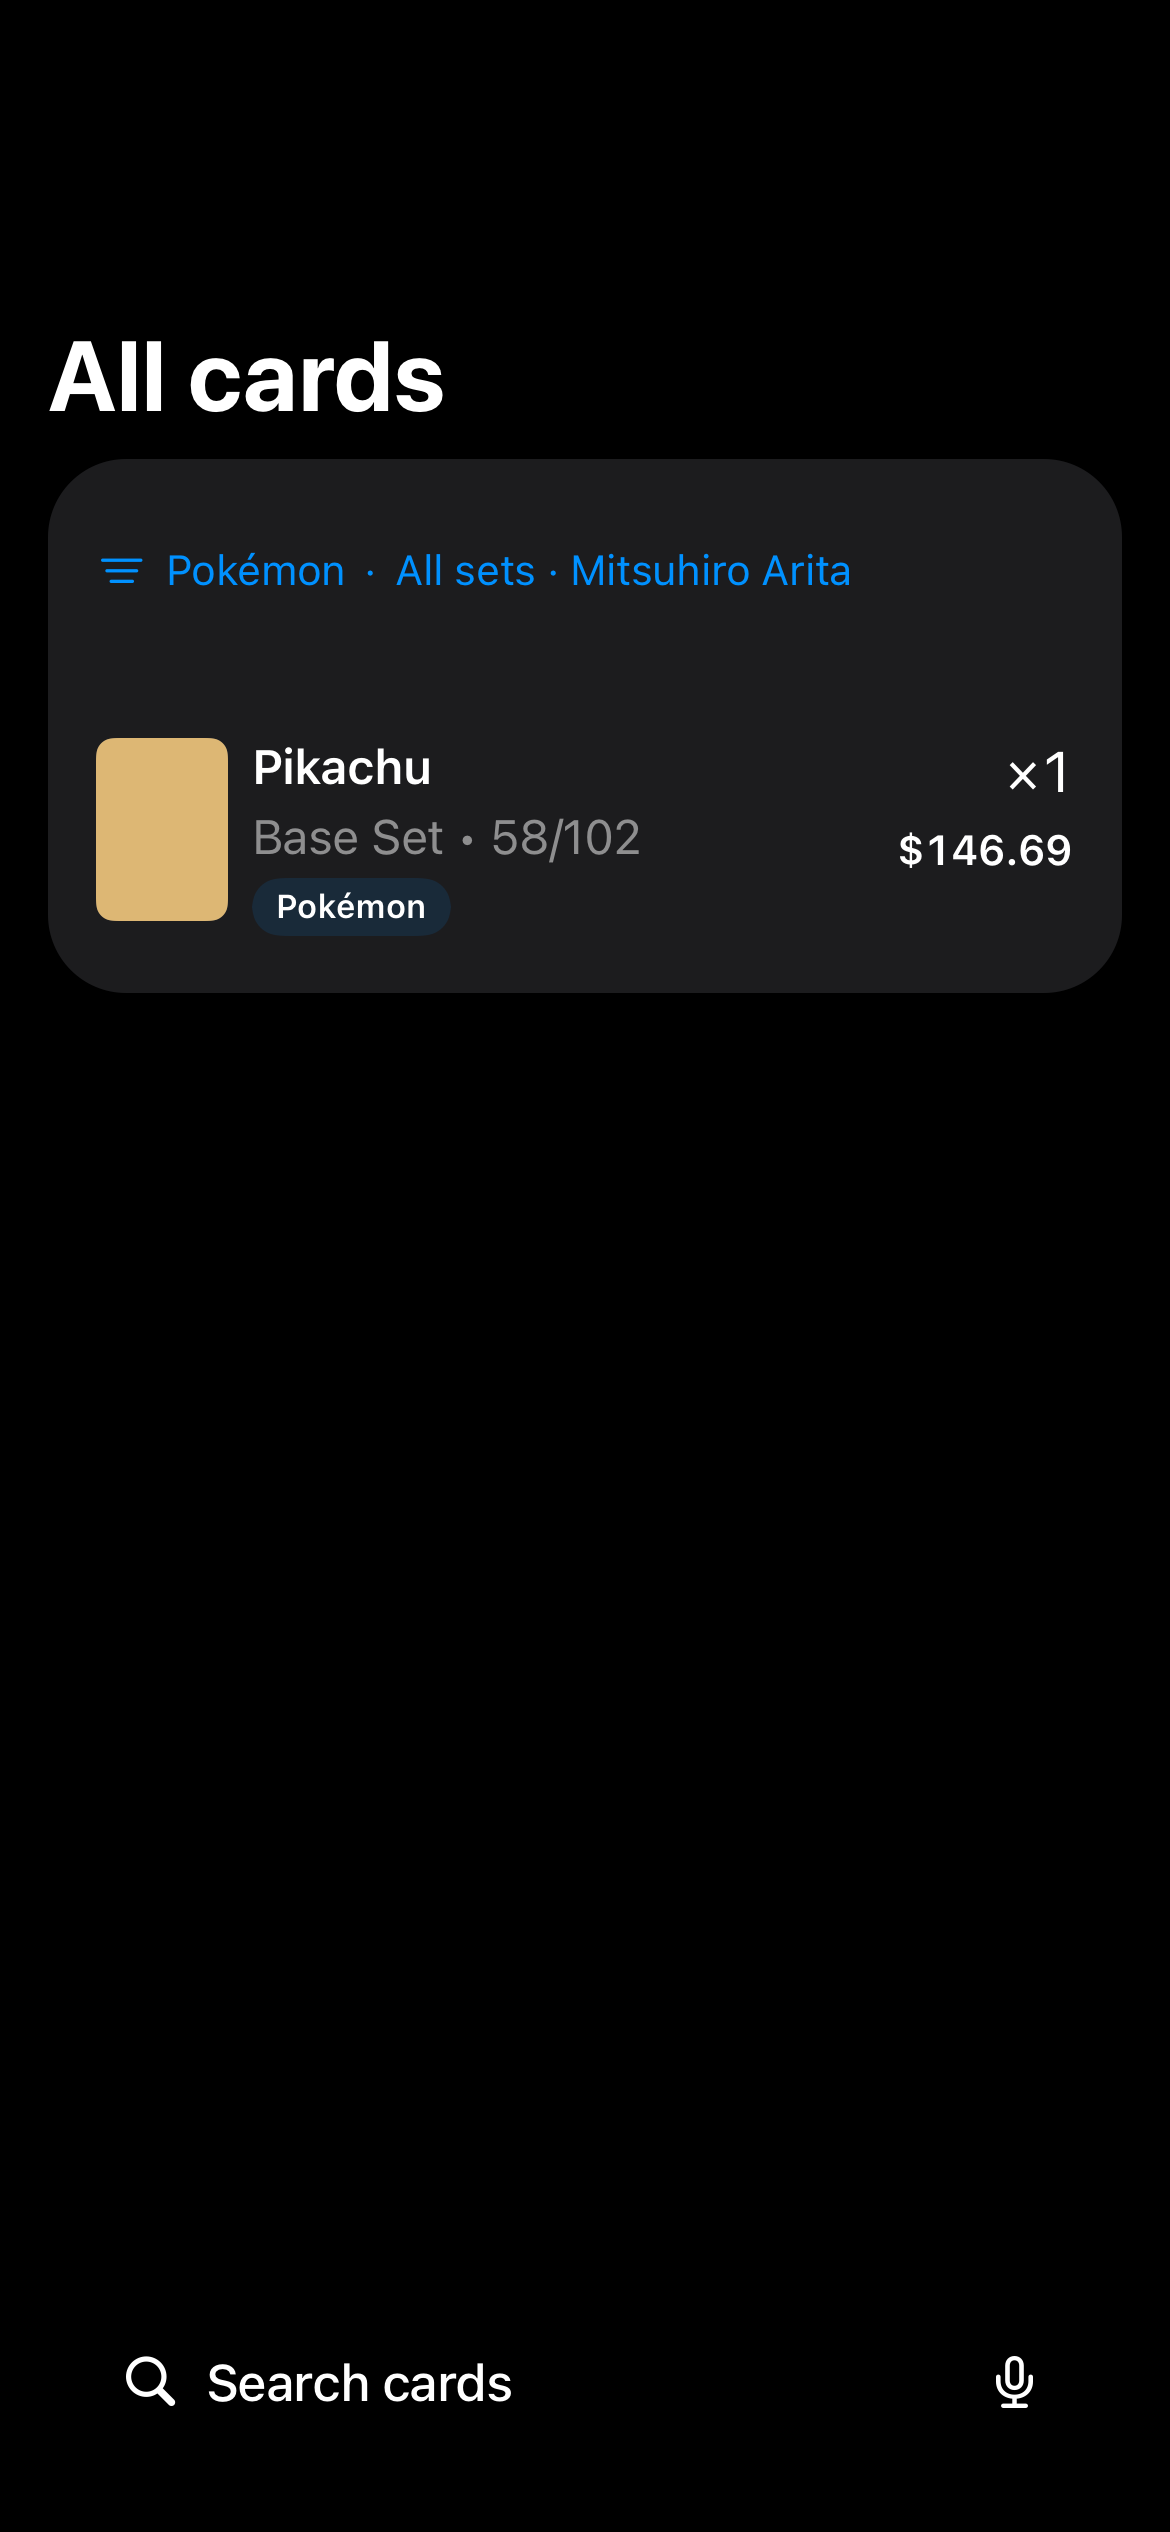 All cards
Pokémon · All sets · Mitsuhiro Arita
Pikachu
×1
Base Set • 58/102
$146.69
Pokémon
Search cards